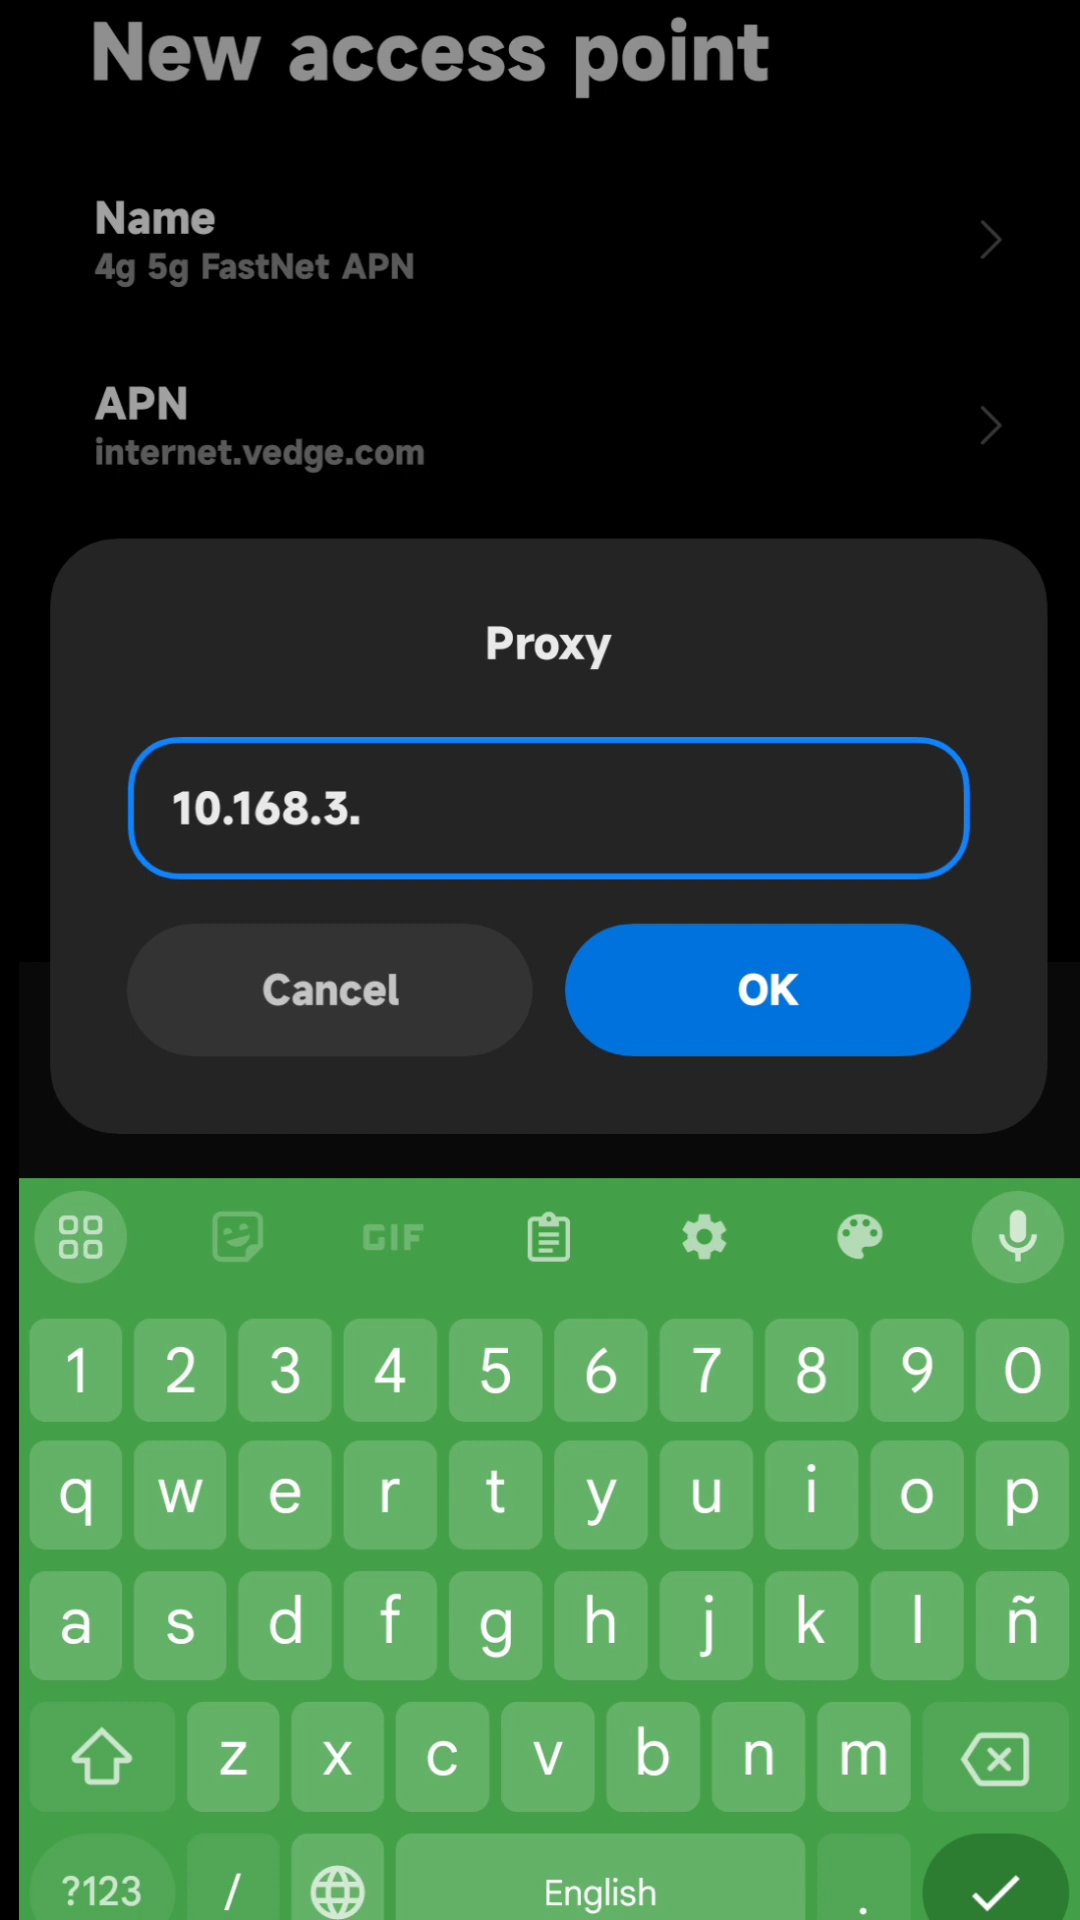 New access point
Name
4g 5g FastNet APN
APN
internet.vedge.com
Proxy
10.168.3.
Cancel
OK
GIF
1 2 3 4 5 6 7 8 9 0
q w e r t y u i o p
a s d f g h j k l ñ
z x c v b n m
?123 / English .